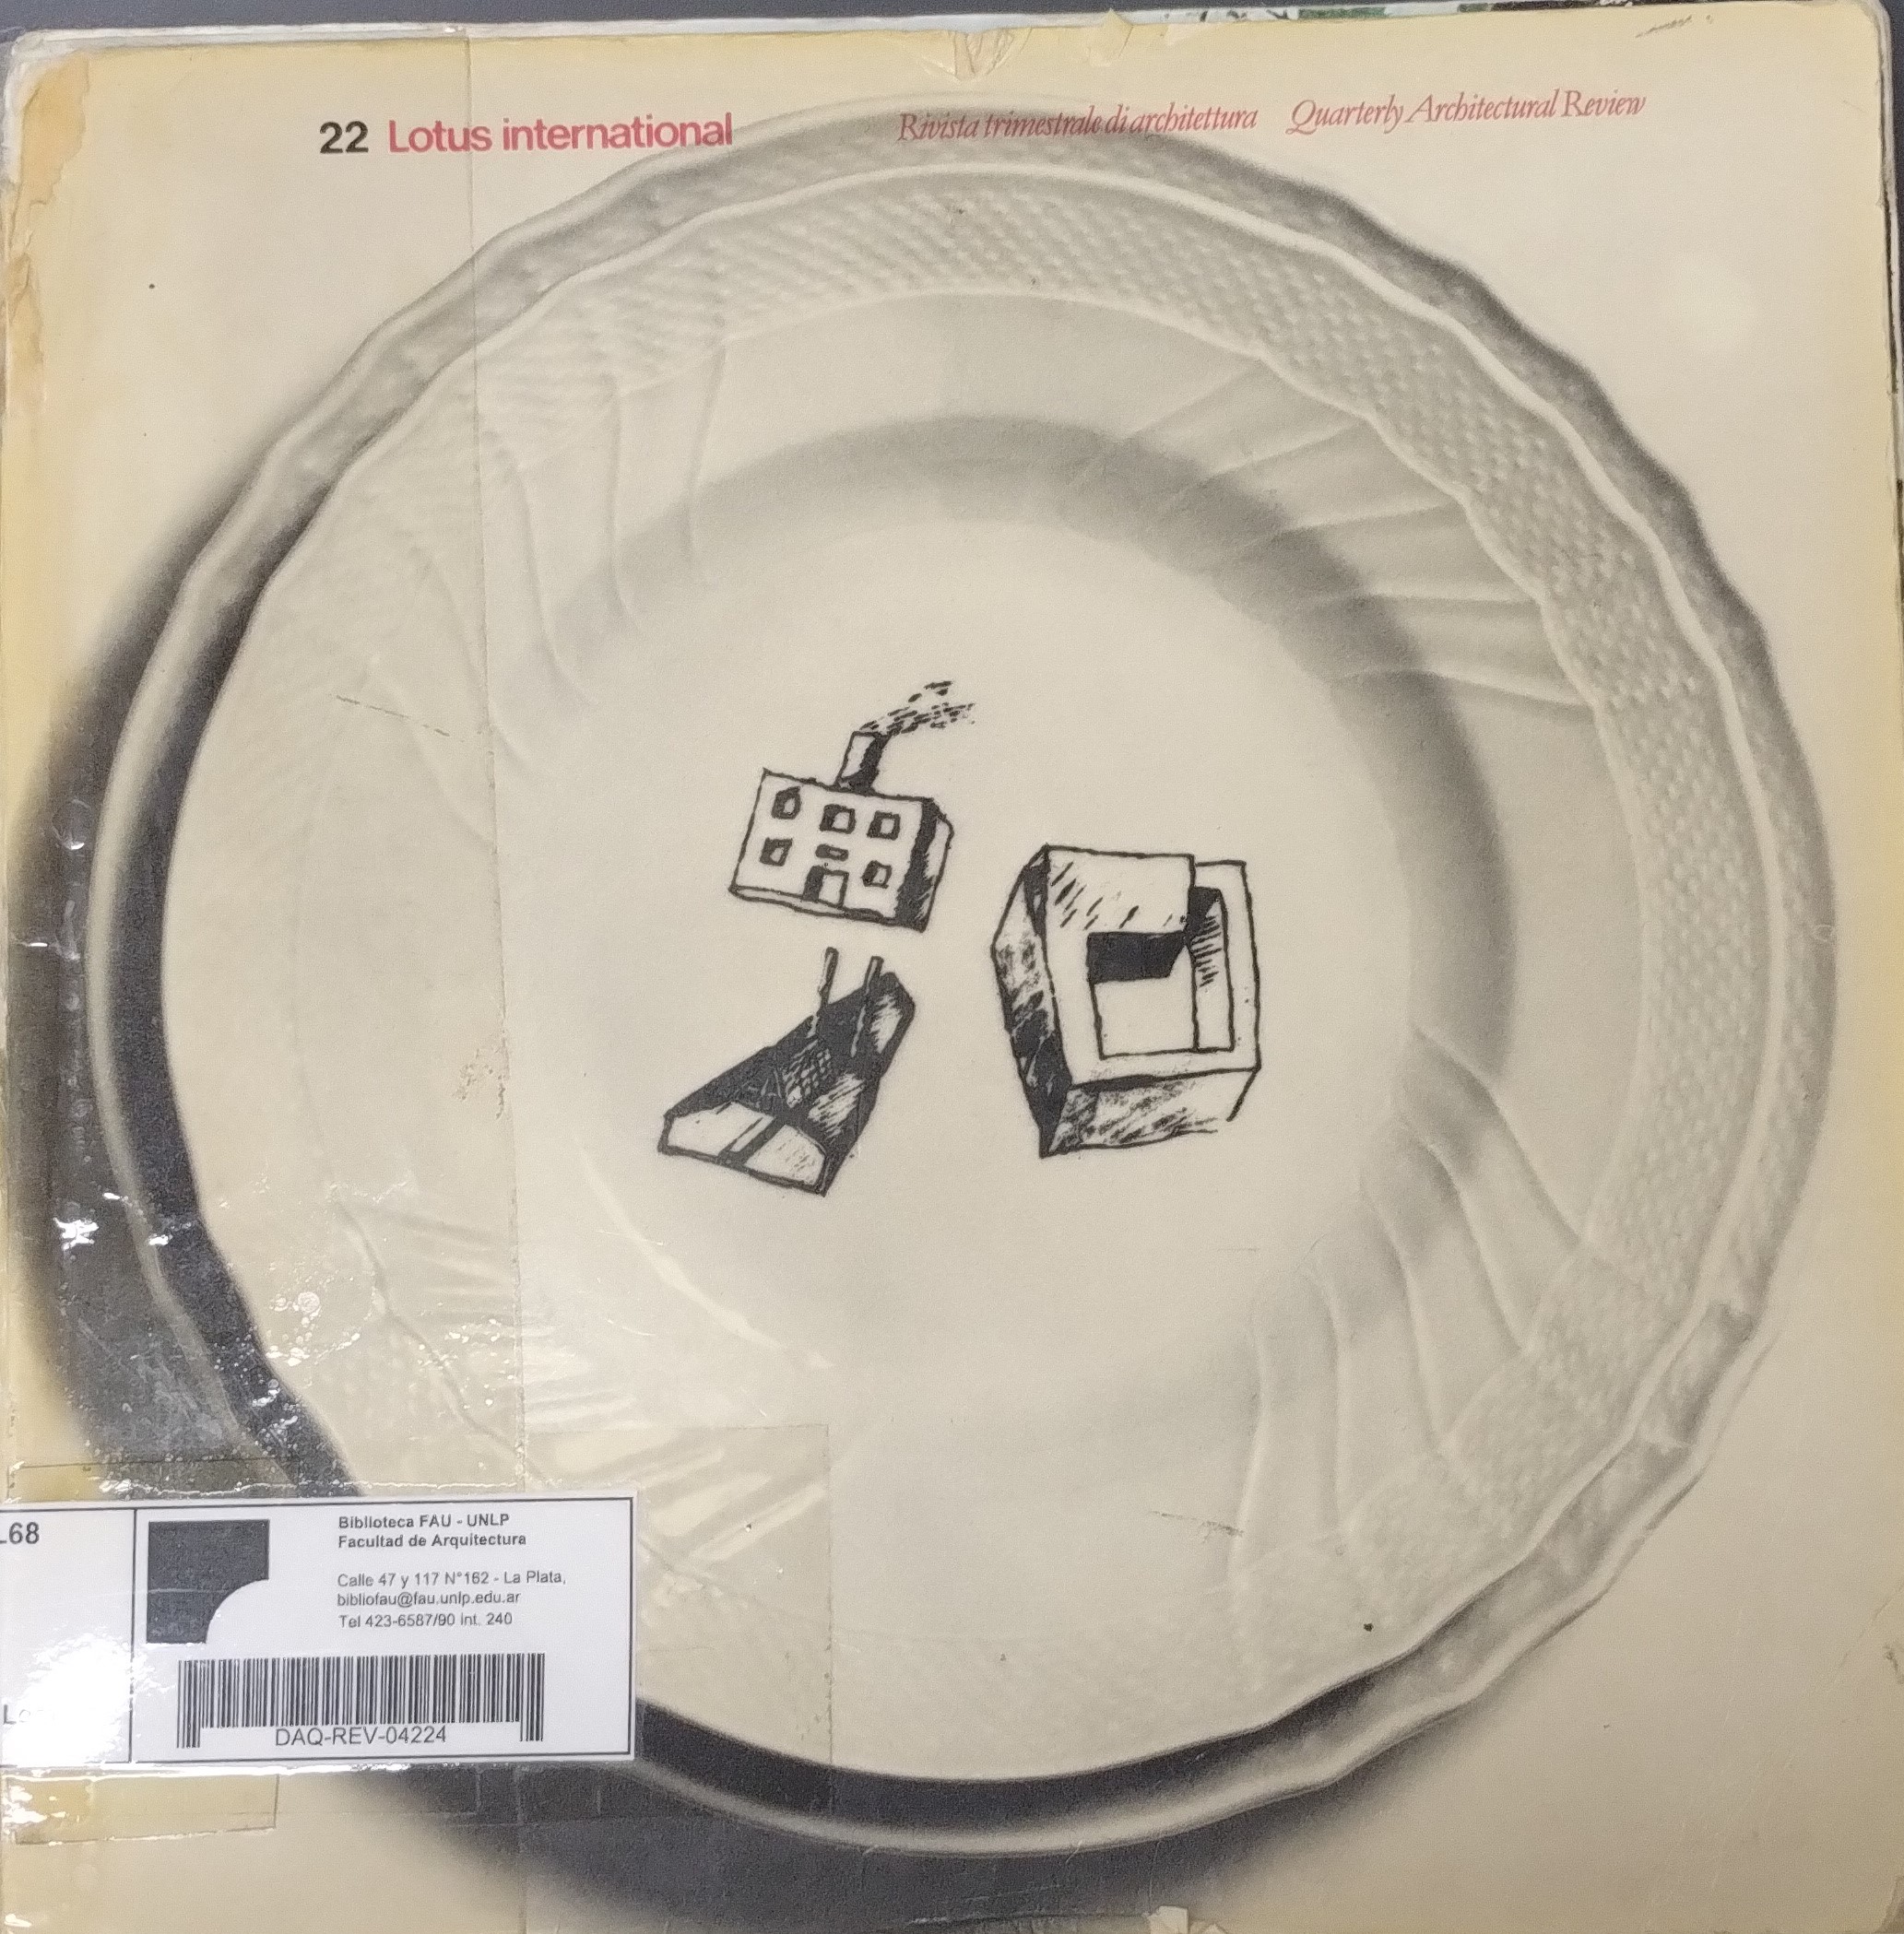 22 Lotus international Rivista trimestrale di architettura Quarterly Architectural Review
Biblioteca FAU - UNLP
Facultad de Arquitectura
Calle 47 y 117 N°162 - La Plata,
bibliofau@fau.unlp.edu.ar
Tel 423-6587/90 int. 240
DAQ-REV-04224